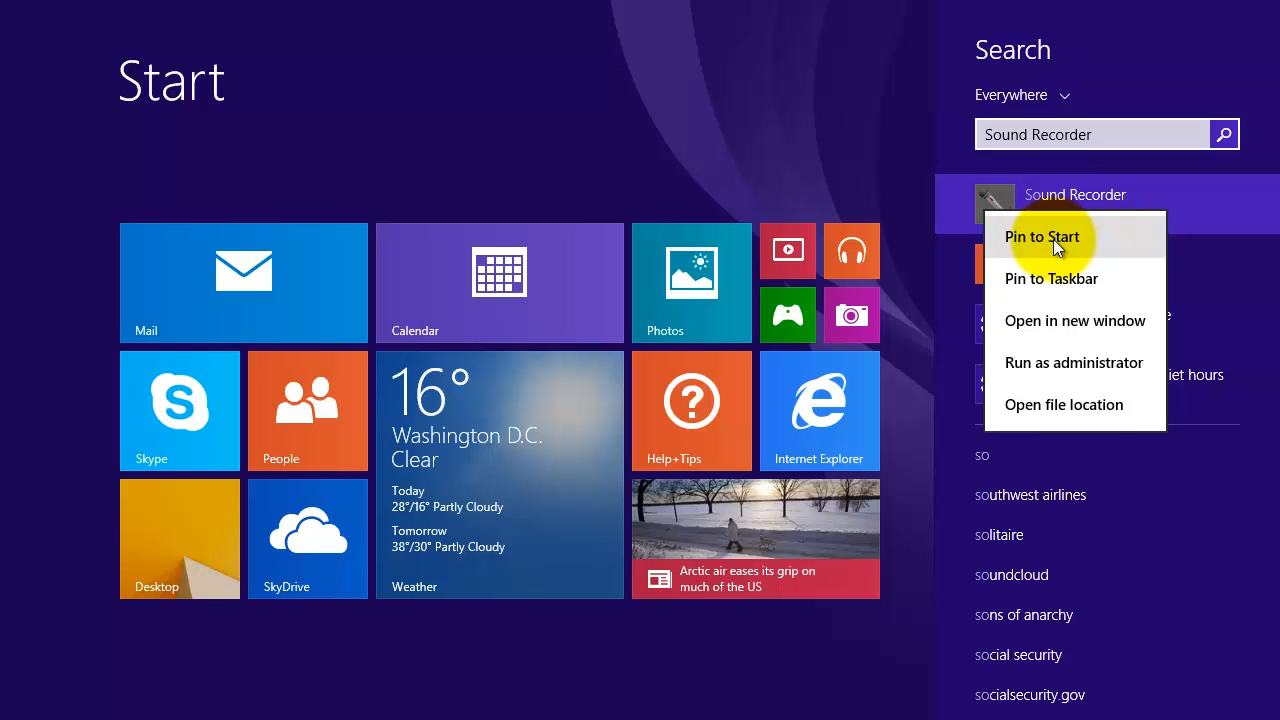 Start
Mail
Calendar
Photos
Skype
People
16°
Washington D.C.
Clear
Today
28°/16° Partly Cloudy
Tomorrow
38°/30° Partly Cloudy
Weather
Help+Tips
Internet Explorer
Desktop
SkyDrive
Arctic air eases its grip on
much of the US
Search
Everywhere
Sound Recorder
Sound Recorder
Pin to Start
Pin to Taskbar
Open in new window
Run as administrator
Open file location
iet hours
so
southwest airlines
solitaire
soundcloud
sons of anarchy
social security
socialsecurity.gov